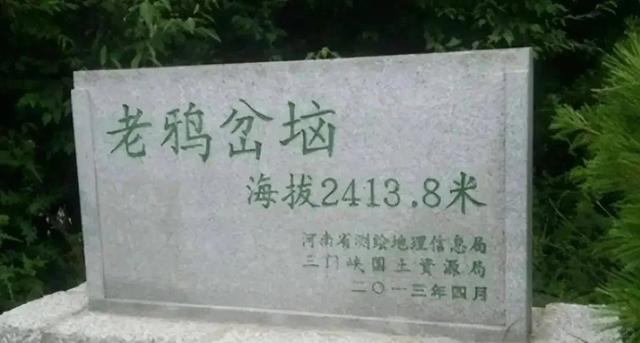 老鸦岔垴
海拔2413.8米
河南省测绘地理信息局
三门峡国土資源局
二〇一三年四月